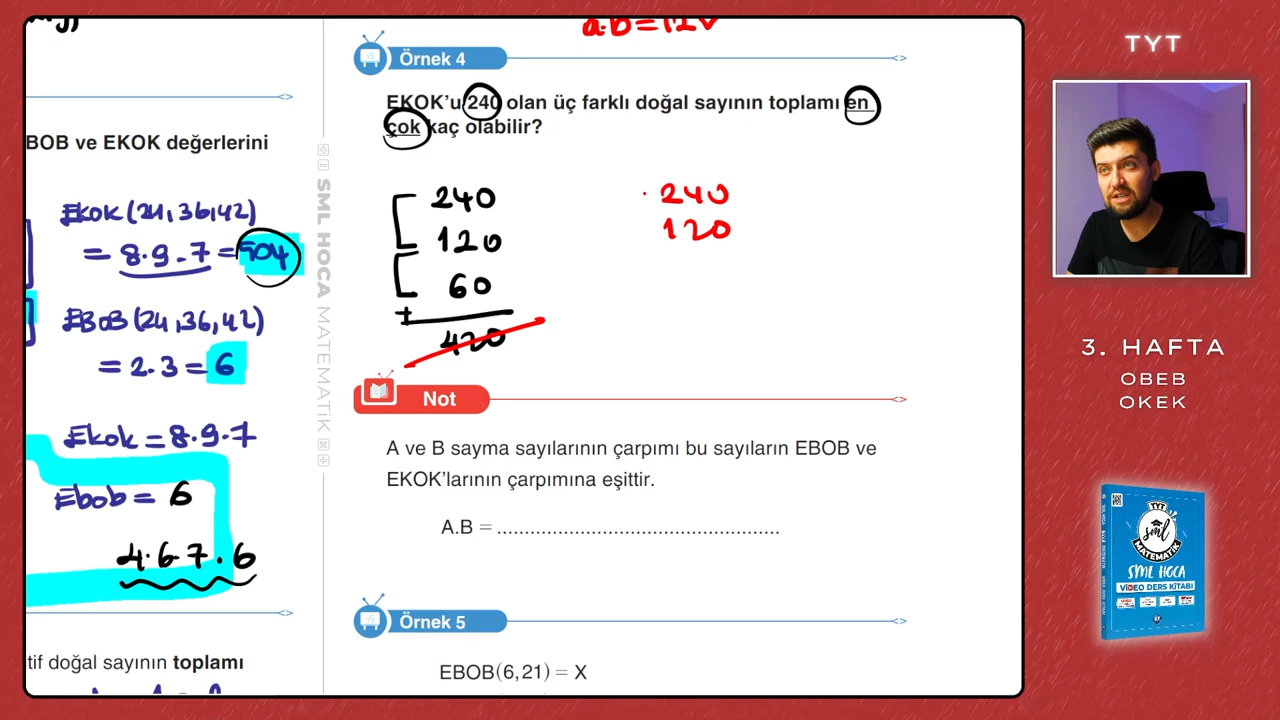 a.b = 120
Örnek 4
EKOK'u 240 olan üç farklı doğal sayının toplamı en
çok kaç olabilir?
240
120
60
+
420
240
120
BOB ve EKOK değerlerini
Ekok(24,36,42)
= 8.9.7 = 504
EBOB(24,36,42)
= 2.3 = 6
Ekok = 8.9.7
Ebob = 6
4.6.7.6
tif doğal sayının toplamı
SML HOCA MATEMATİK
Not
A ve B sayma sayılarının çarpımı bu sayıların EBOB ve
EKOK'larının çarpımına eşittir.
A.B = ....................................................
Örnek 5
EBOB(6,21) = X
TYT
3. HAFTA
OBEB
OKEK
TYT
sml
MATEMATİK
SML HOCA
VİDEO DERS KİTABI